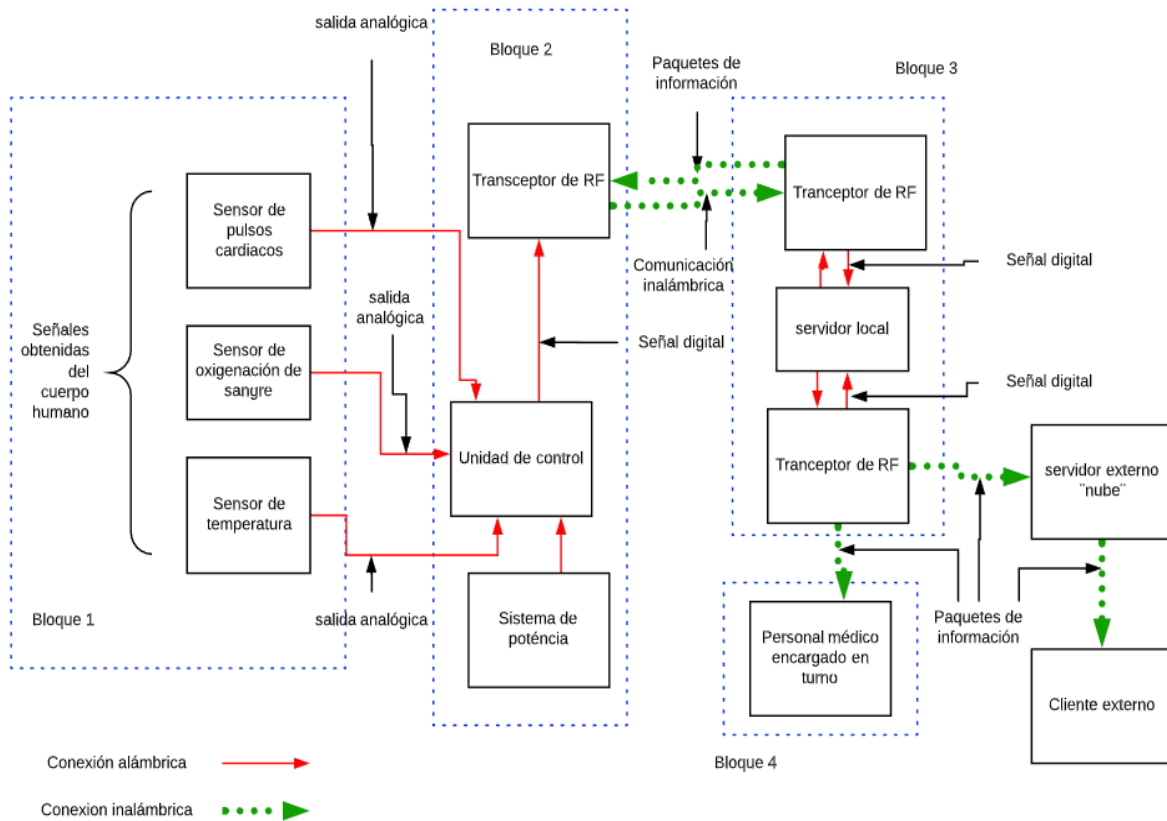 salida analógica
Bloque 2
Paquetes de
información
Bloque 3
Sensor de
pulsos
cardiacos
Transceptor de RF
Tranceptor de RF
Comunicación
inalámbrica
Señal digital
salida
analógica
servidor local
Señales
obtenidas
del
cuerpo
humano
Sensor de
oxigenación de
sangre
Señal digital
Señal digital
Unidad de control
Tranceptor de RF
servidor externo
¨nube¨
Sensor de
temperatura
Bloque 1
salida analógica
Sistema de
poténcia
Personal médico
encargado en
turno
Paquetes de
información
Cliente externo
Bloque 4
Conexión alámbrica
Conexion inalámbrica